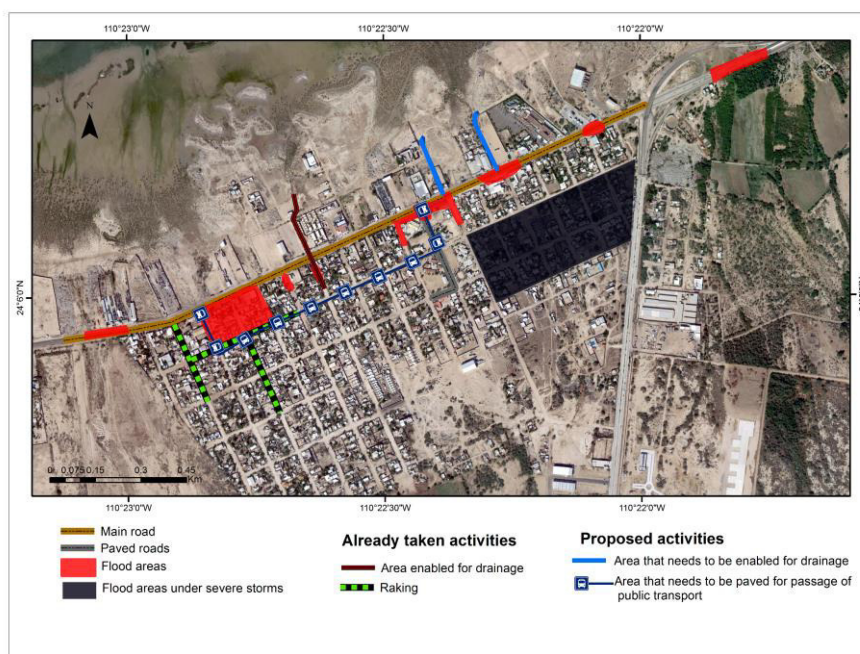 110°23'0"W 110°22'30"W 110°22'0"W
N
24°6'0"N
0 0.075 0.15 0.3 0.45
Km
110°23'0"W 110°22'30"W 110°22'0"W
Main road
Paved roads
Flood areas
Flood areas under severe storms
Already taken activities
Area enabled for drainage
Raking
Proposed activities
Area that needs to be enabled for drainage
Area that needs to be paved for passage of
public transport